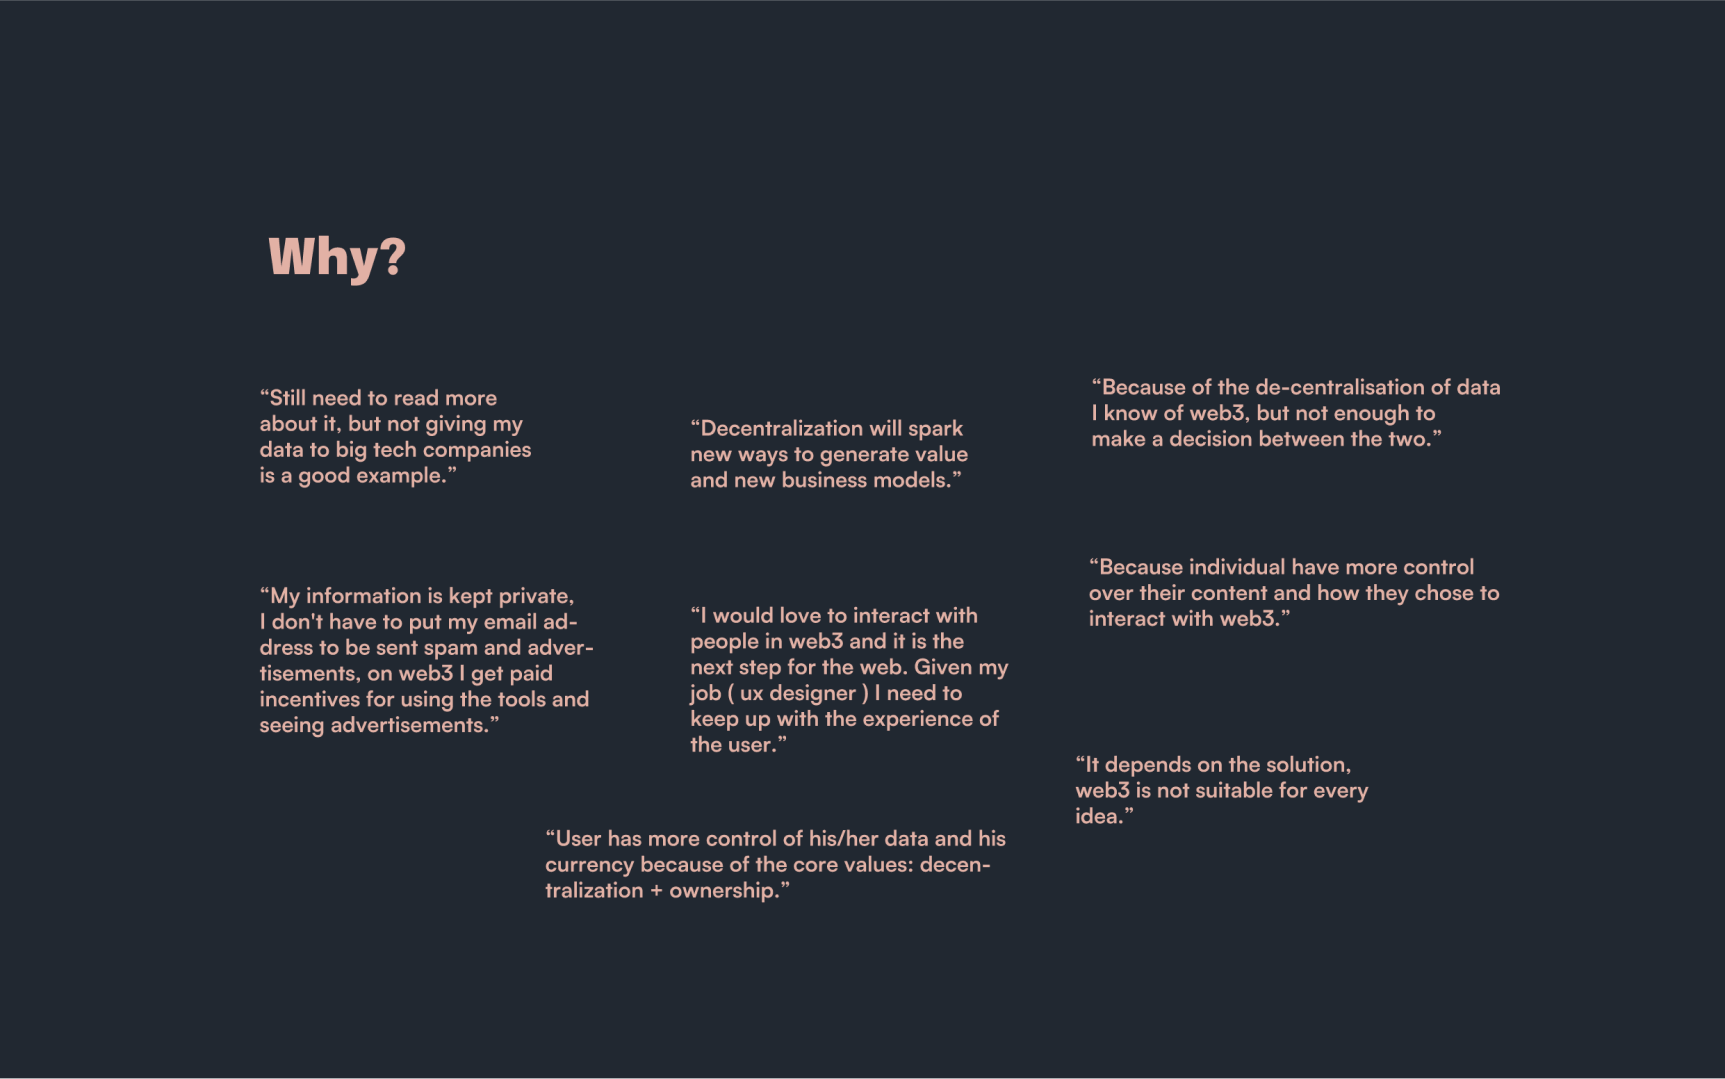 Why?
“Still need to read more
about it, but not giving my
data to big tech companies
is a good example.”
“Decentralization will spark
new ways to generate value
and new business models.”
“Because of the de-centralisation of data
I know of web3, but not enough to
make a decision between the two.”
“My information is kept private,
I don't have to put my email ad-
dress to be sent spam and adver-
tisements, on web3 I get paid
incentives for using the tools and
seeing advertisements.”
“I would love to interact with
people in web3 and it is the
next step for the web. Given my
job ( ux designer ) I need to
keep up with the experience of
the user.”
“Because individual have more control
over their content and how they chose to
interact with web3.”
“It depends on the solution,
web3 is not suitable for every
idea.”
“User has more control of his/her data and his
currency because of the core values: decen-
tralization + ownership.”